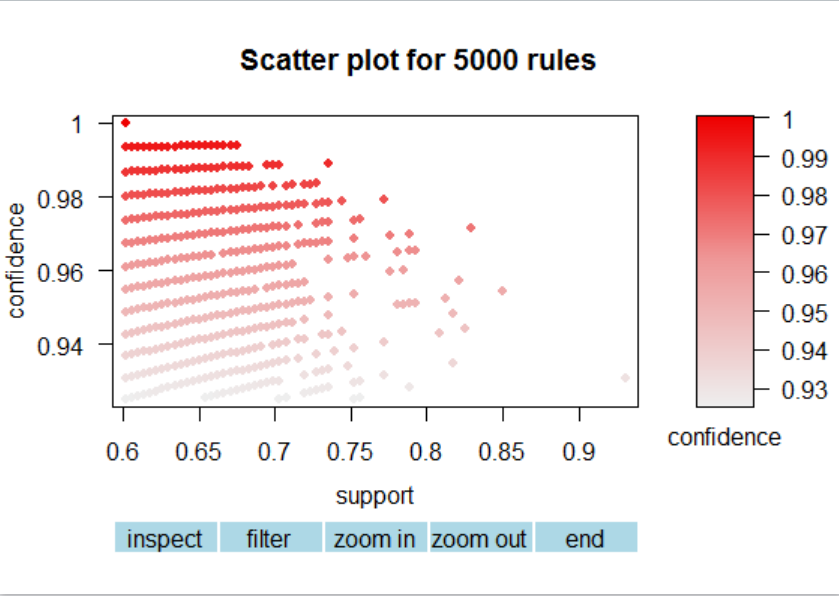 Scatter plot for 5000 rules
1
0.98
0.96
0.94
confidence
0.6 0.65 0.7 0.75 0.8 0.85 0.9
support
1
0.99
0.98
0.97
0.96
0.95
0.94
0.93
confidence
inspect filter zoom in zoom out end